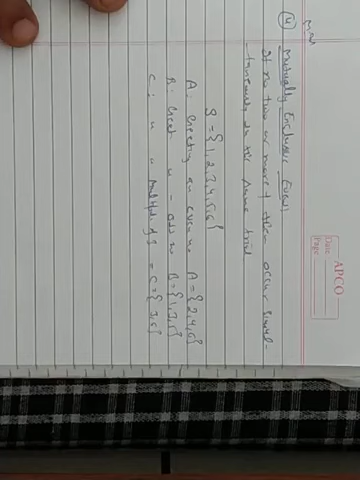 APCO
Date
Page
(4) Mutually Exclusive Event
If no two or more of them occur simul-
taneously in the same trial
S = {1,2,3,4,5,6}
A: Getting an even no A = {2,4,6}
B: Event " - odd no B = {1,3,5}
C: " " multiple of 3 = C = {3,6}